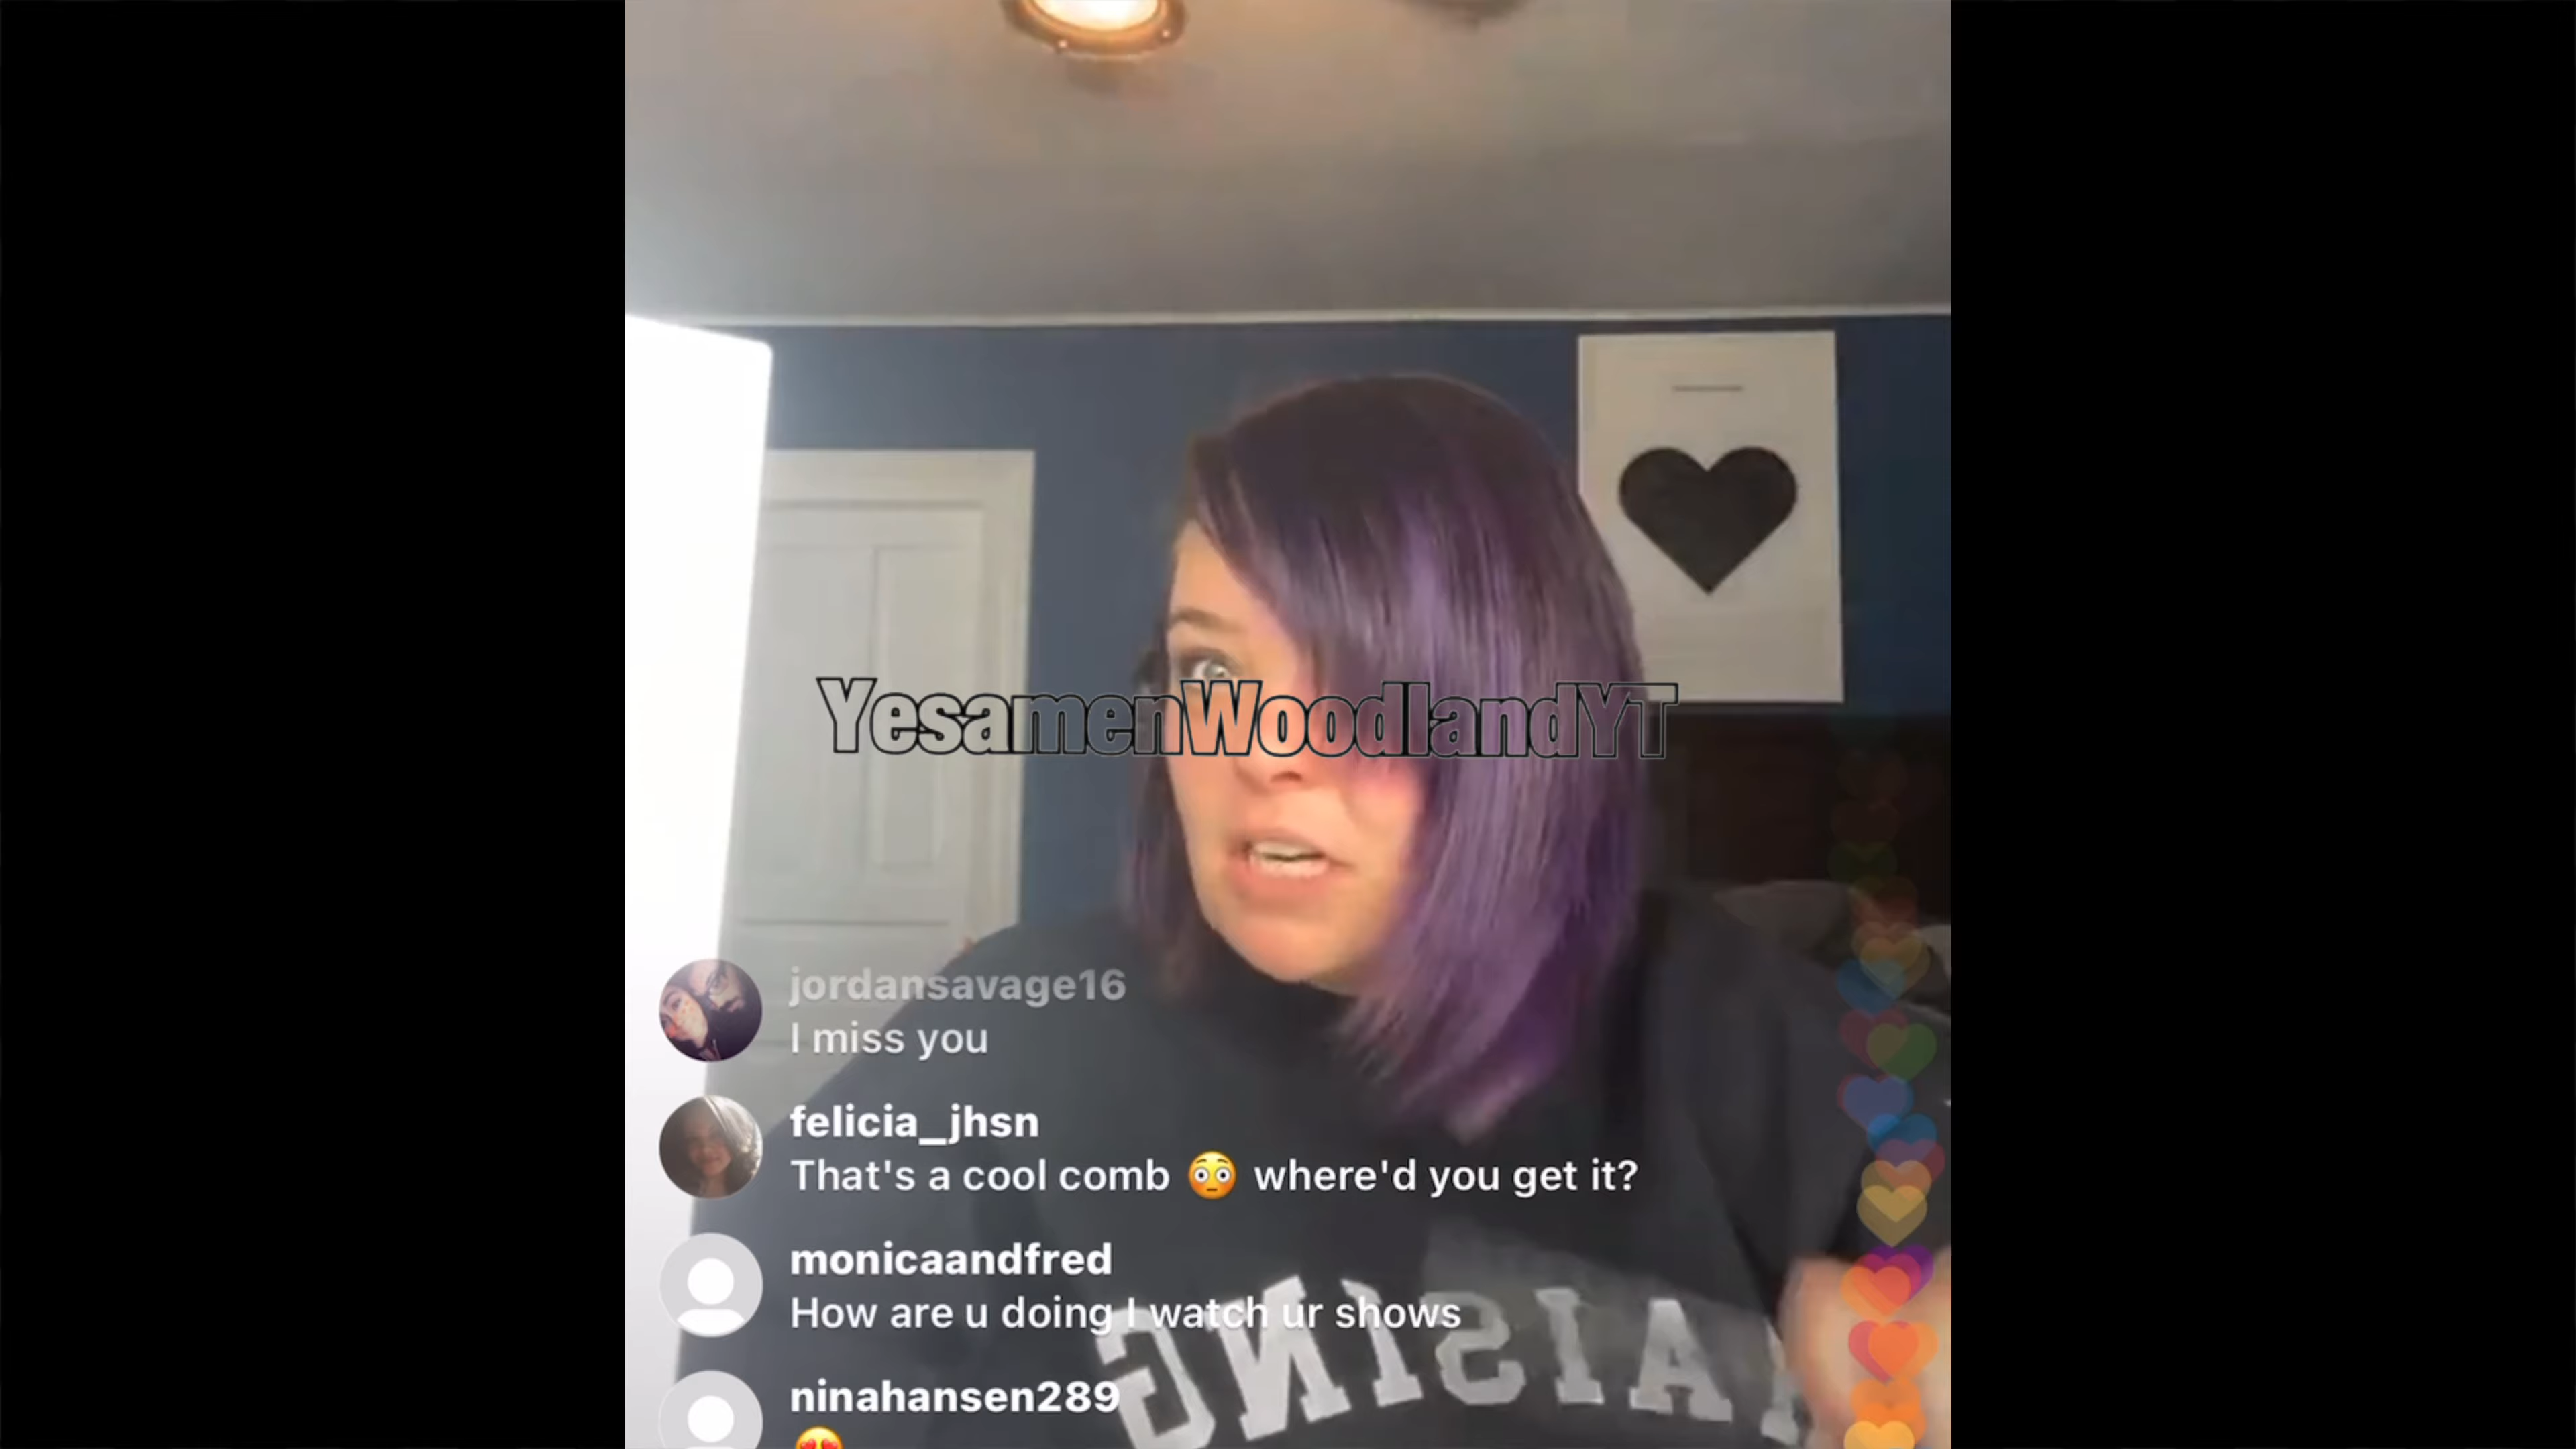 YesamenWoodlandYT
jordansavage16
I miss you
felicia_jhsn
That's a cool comb 😳 where'd you get it?
monicaandfred
How are u doing I watch ur shows
ninahansen289
😍
RAISING